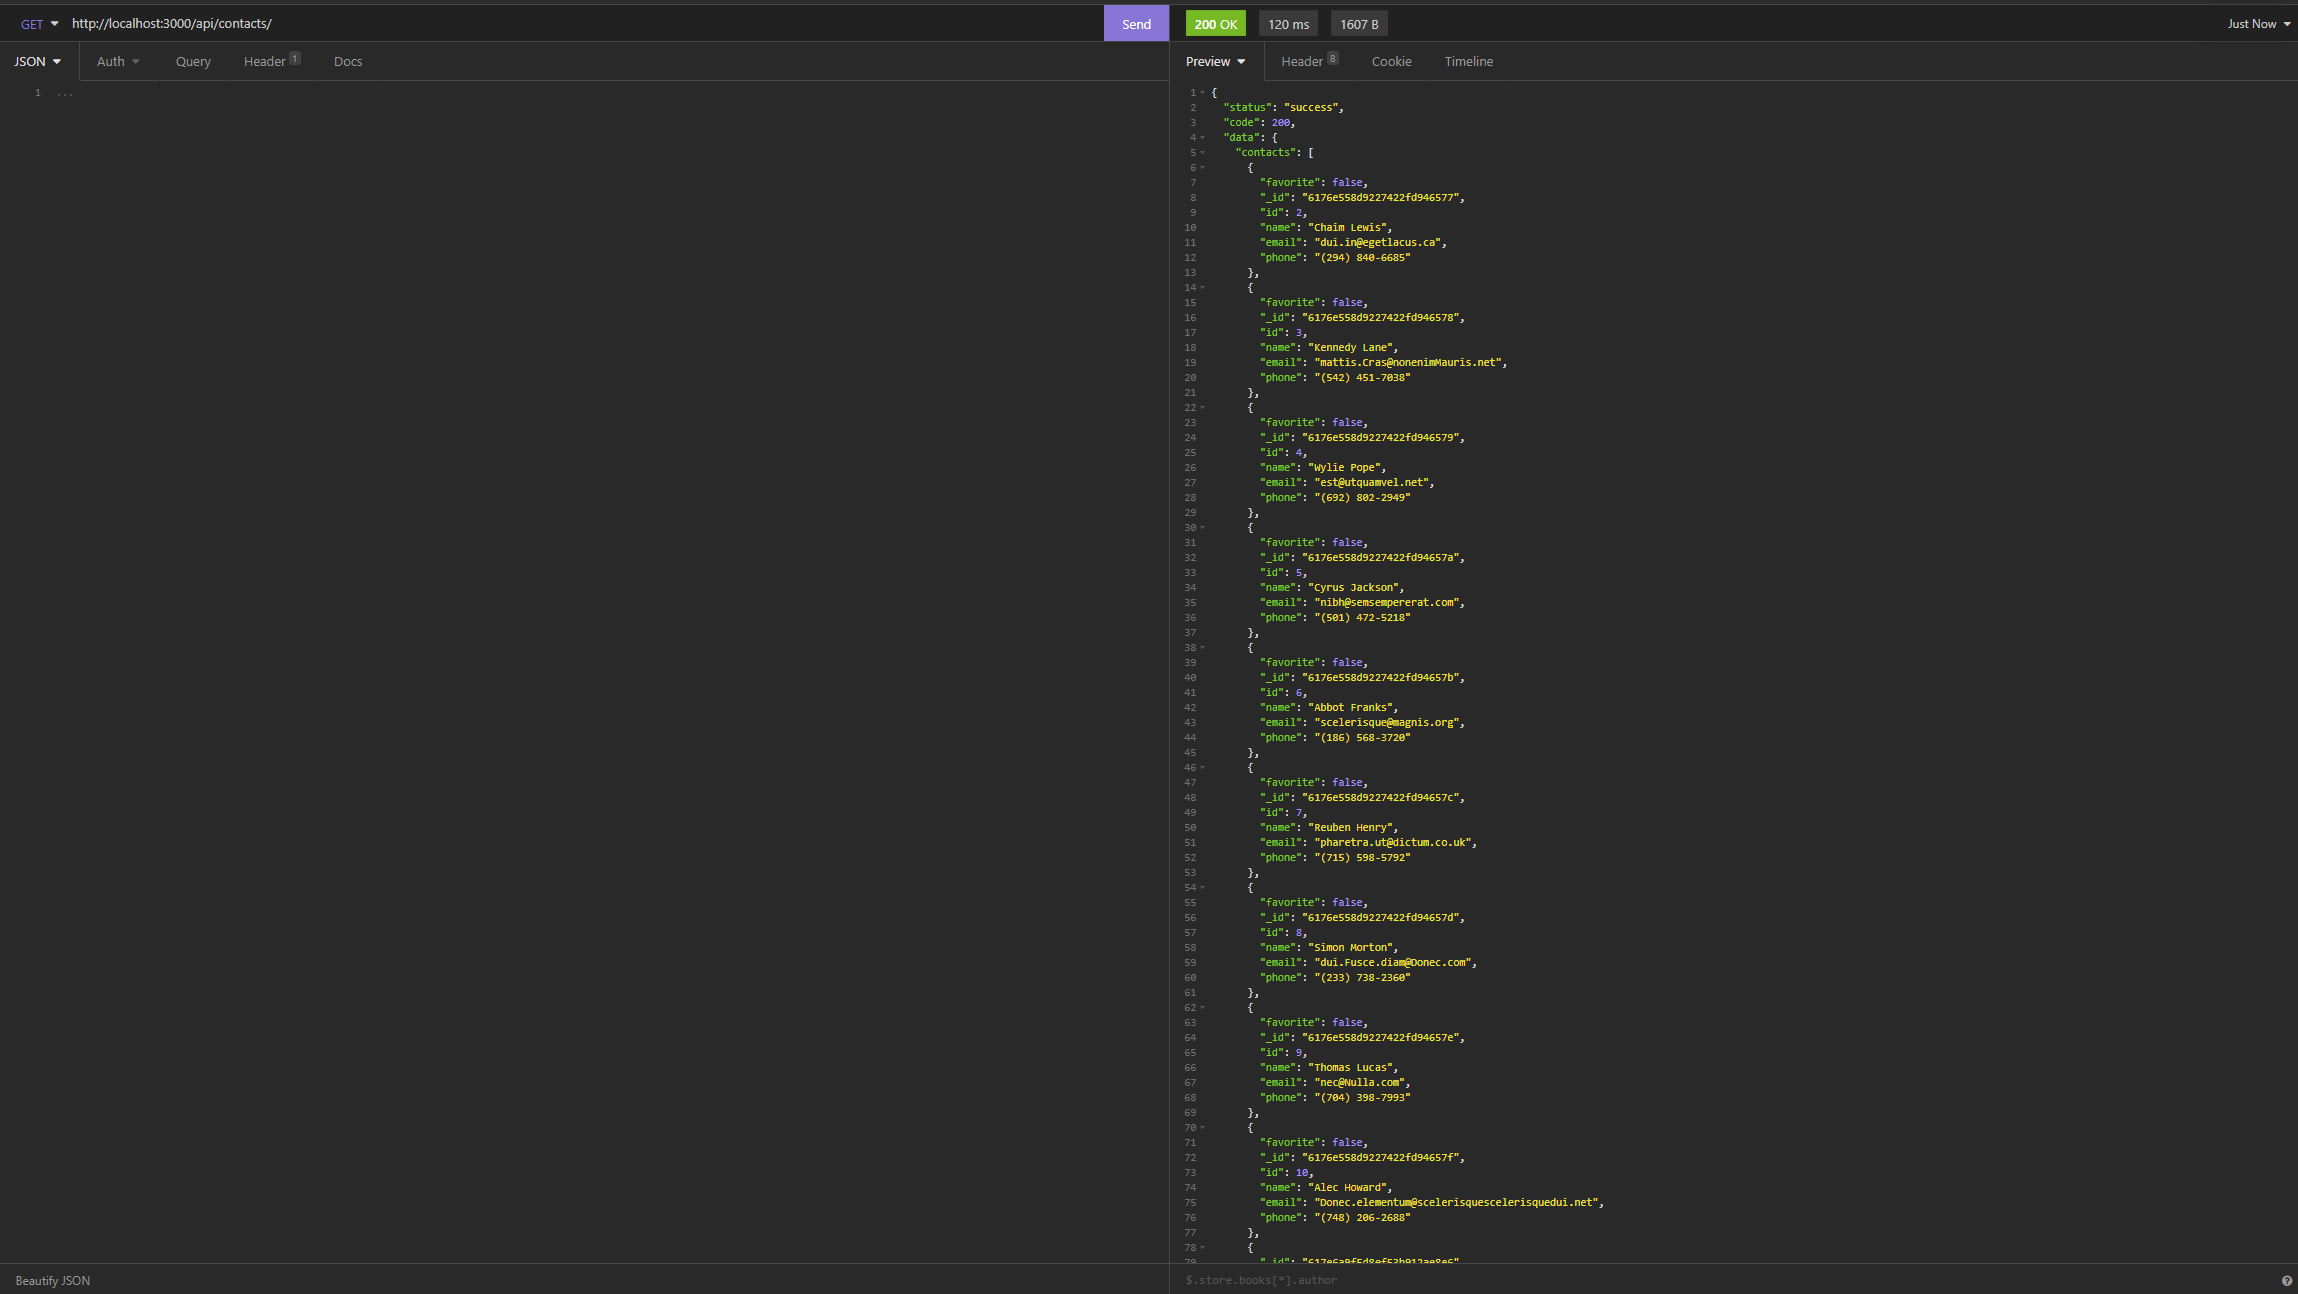 GET http://localhost:3000/api/contacts/ Send 200 OK 120 ms 1607 B Just Now
JSON Auth Query Header 1 Docs Preview Header 8 Cookie Timeline
1 ...
1 {
2 "status": "success",
3 "code": 200,
4 "data": {
5 "contacts": [
6 {
7 "favorite": false,
8 "_id": "6176e558d9227422fd946577",
9 "id": 2,
10 "name": "Chaim Lewis",
11 "email": "dui.in@egetlacus.ca",
12 "phone": "(294) 840-6685"
13 },
14 {
15 "favorite": false,
16 "_id": "6176e558d9227422fd946578",
17 "id": 3,
18 "name": "Kennedy Lane",
19 "email": "mattis.Cras@nonenimMauris.net",
20 "phone": "(542) 451-7038"
21 },
22 {
23 "favorite": false,
24 "_id": "6176e558d9227422fd946579",
25 "id": 4,
26 "name": "Wylie Pope",
27 "email": "est@utquamvel.net",
28 "phone": "(692) 802-2949"
29 },
30 {
31 "favorite": false,
32 "_id": "6176e558d9227422fd94657a",
33 "id": 5,
34 "name": "Cyrus Jackson",
35 "email": "nibh@semsempererat.com",
36 "phone": "(501) 472-5218"
37 },
38 {
39 "favorite": false,
40 "_id": "6176e558d9227422fd94657b",
41 "id": 6,
42 "name": "Abbot Franks",
43 "email": "scelerisque@magnis.org",
44 "phone": "(186) 568-3720"
45 },
46 {
47 "favorite": false,
48 "_id": "6176e558d9227422fd94657c",
49 "id": 7,
50 "name": "Reuben Henry",
51 "email": "pharetra.ut@dictum.co.uk",
52 "phone": "(715) 598-5792"
53 },
54 {
55 "favorite": false,
56 "_id": "6176e558d9227422fd94657d",
57 "id": 8,
58 "name": "Simon Morton",
59 "email": "dui.Fusce.diam@Donec.com",
60 "phone": "(233) 738-2360"
61 },
62 {
63 "favorite": false,
64 "_id": "6176e558d9227422fd94657e",
65 "id": 9,
66 "name": "Thomas Lucas",
67 "email": "nec@Nulla.com",
68 "phone": "(704) 398-7993"
69 },
70 {
71 "favorite": false,
72 "_id": "6176e558d9227422fd94657f",
73 "id": 10,
74 "name": "Alec Howard",
75 "email": "Donec.elementum@scelerisquescelerisquedui.net",
76 "phone": "(748) 206-2688"
77 },
78 {
79 "_id":
Beautify JSON $.store.books[*].author